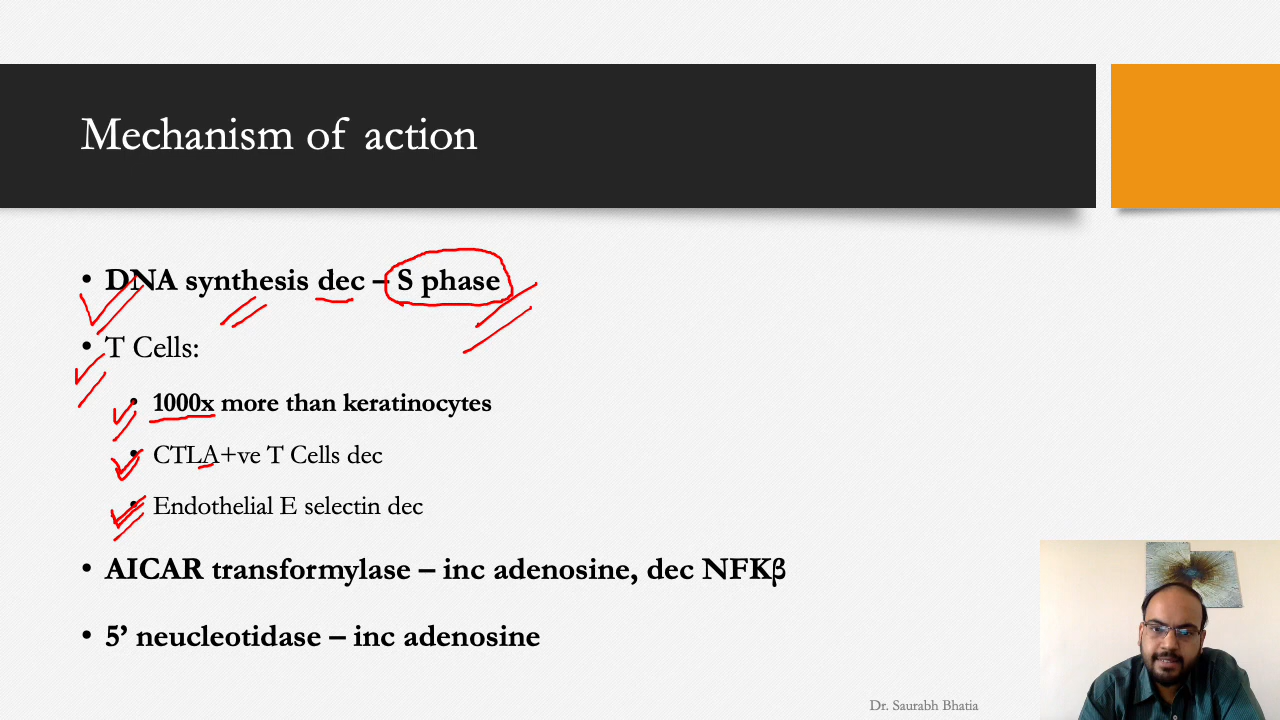 Mechanism of action
• DNA synthesis dec – S phase
• T Cells:
• 1000x more than keratinocytes
• CTLA+ve T Cells dec
• Endothelial E selectin dec
• AICAR transformylase – inc adenosine, dec NFKβ
• 5’ neucleotidase – inc adenosine
Dr. Saurabh Bhatia